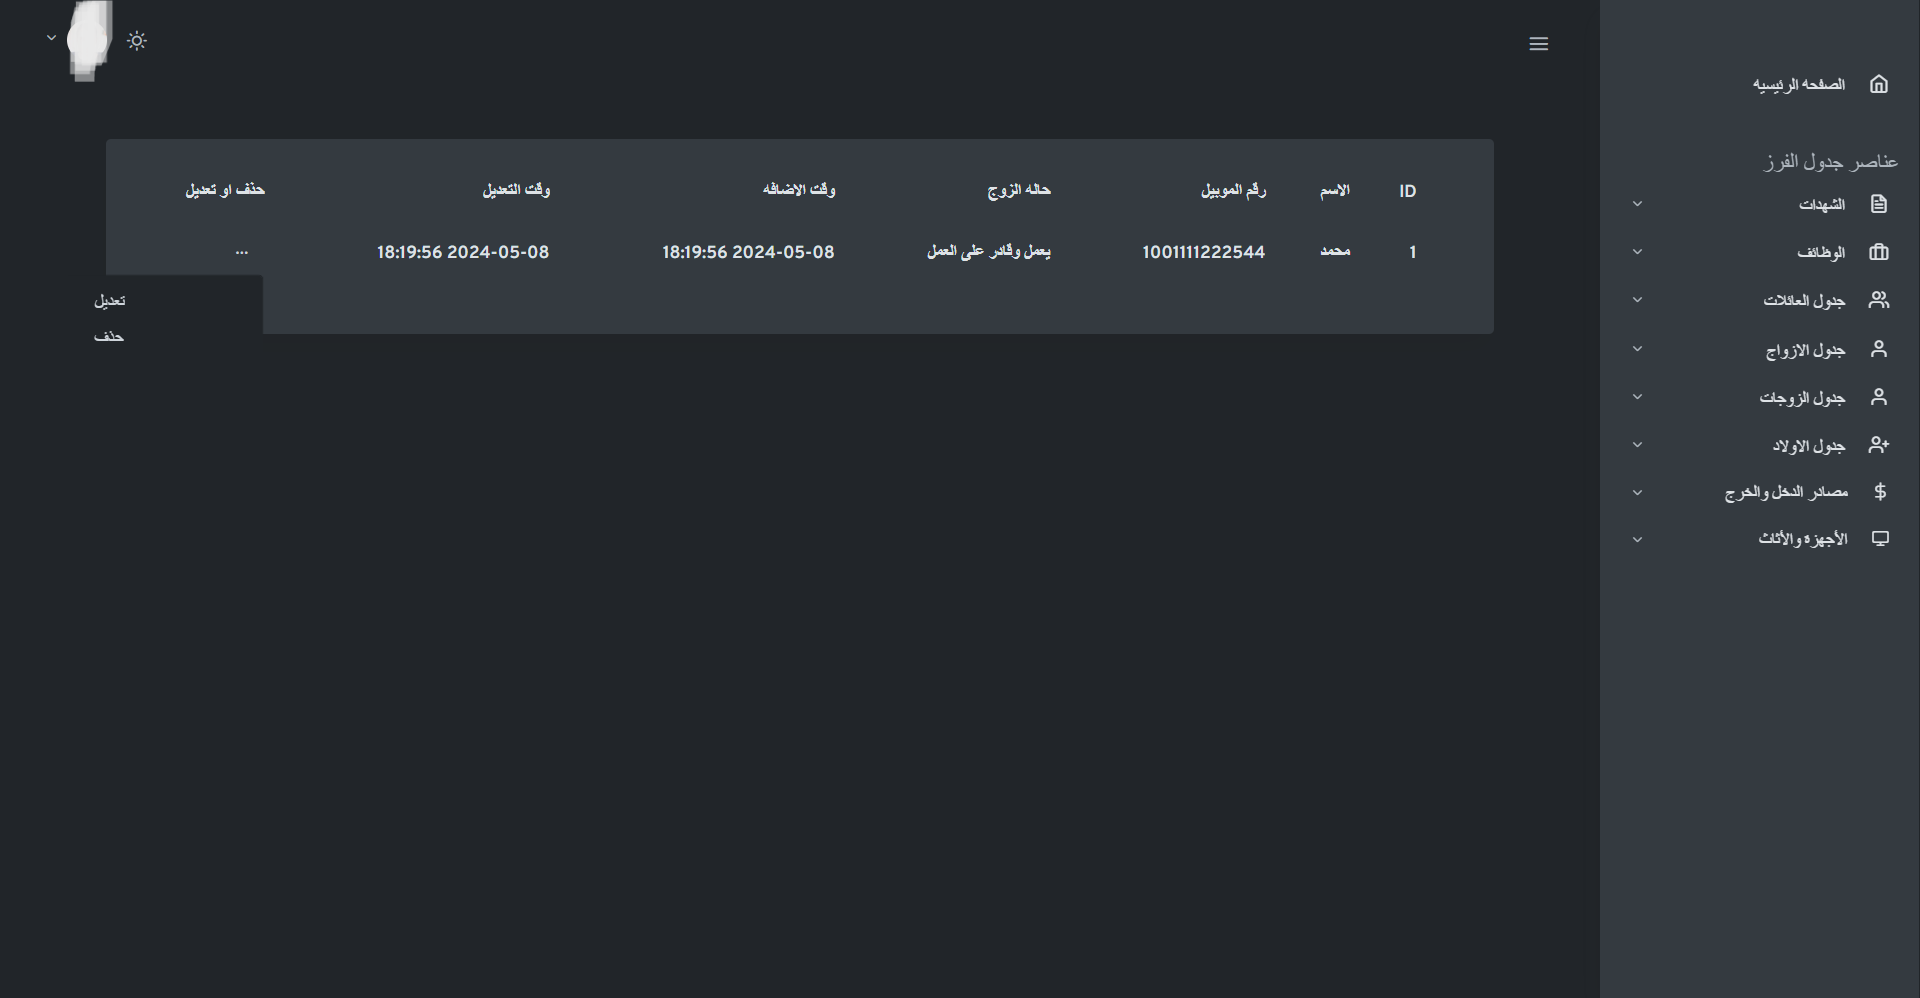 الصفحه الرئيسيه
عناصر جدول الفرز
الشهدات
الوظائف
جدول العائلات
جدول الازواج
جدول الزوجات
جدول الاولاد
مصادر الدخل والخرج
الأجهزة والأثاث
ID الاسم رقم الموبيل حاله الزوج وقت الاضافه وقت التعديل حذف او تعديل
1 محمد 1001111222544 يعمل وقادر على العمل 2024-05-08 18:19:56 2024-05-08 18:19:56 ...
تعديل
حذف